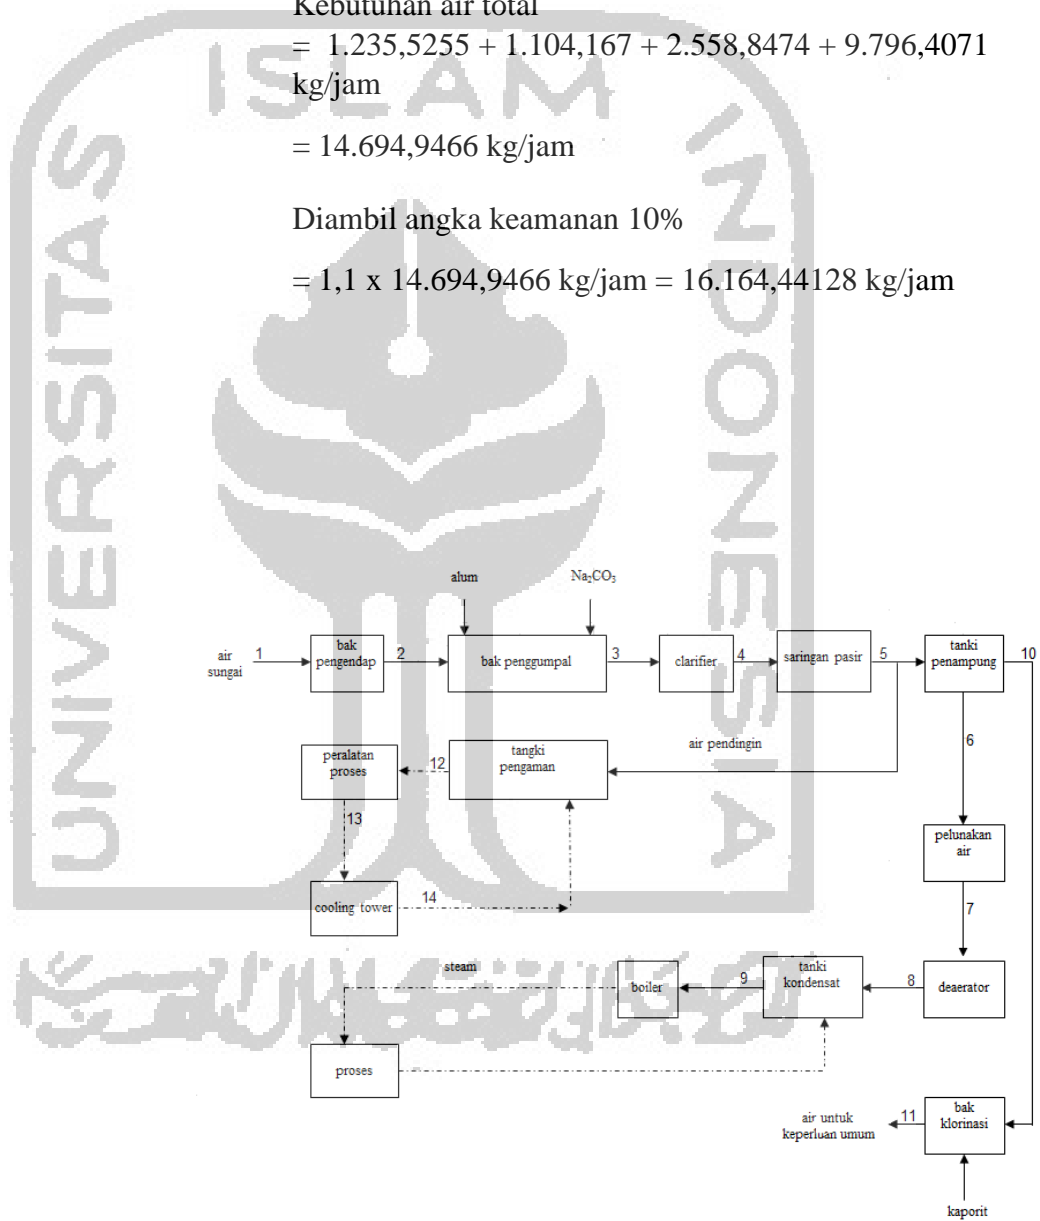 Kebutuhan air total
= 1.235,5255 + 1.104,167 + 2.558,8474 + 9.796,4071
kg/jam
= 14.694,9466 kg/jam
Diambil angka keamanan 10%
= 1,1 x 14.694,9466 kg/jam = 16.164,44128 kg/jam
UNIVERSITAS
ISLAM
INDONESIA
alum
Na₂CO₃
air
sungai
1
bak
pengendap
2
bak penggumpal
3
clarifier
4
saringan pasir
5
tanki
penampung
10
6
air pendingin
peralatan
proses
12
tangki
pengaman
13
pelunakan
air
cooling tower
14
7
steam
boiler
9
tanki
kondensat
8
deaerator
proses
air untuk
keperluan umum
11
bak
klorinasi
kaporit